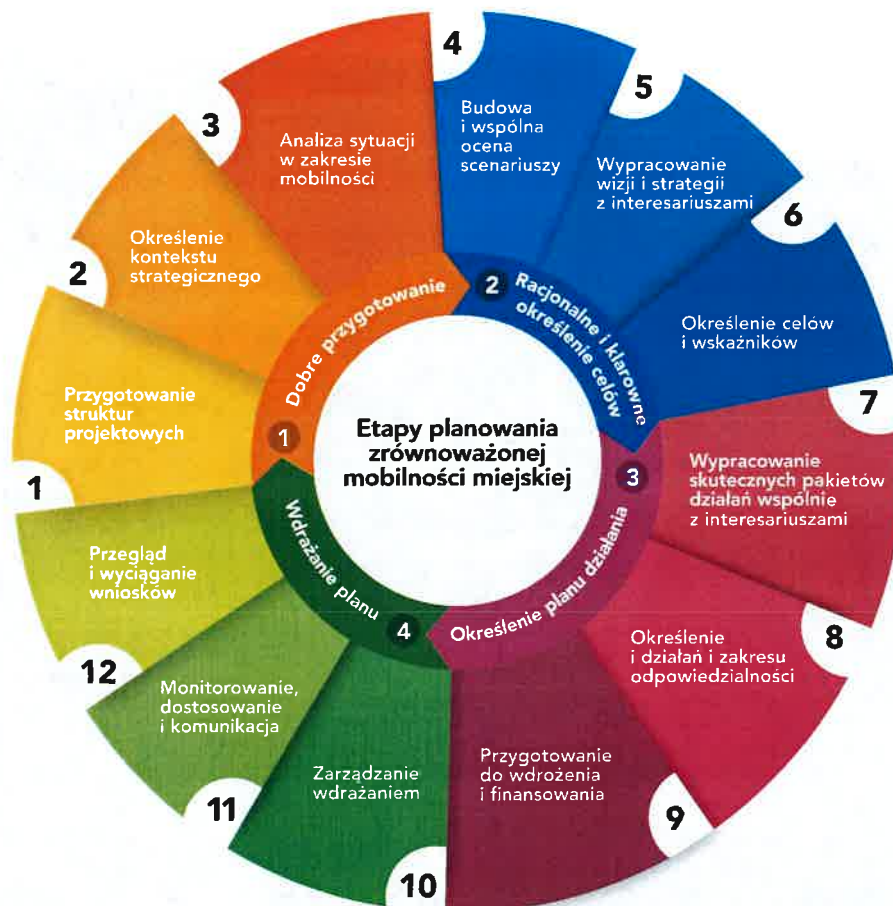 Etapy planowania
zrównoważonej
mobilności miejskiej
1
Dobre przygotowanie
2
Racjonalne i klarowne
określenie celów
3
Określenie planu działania
4
Wdrażanie planu
1
Przygotowanie
struktur
projektowych
2
Określenie
kontekstu
strategicznego
3
Analiza sytuacji
w zakresie
mobilności
4
Budowa
i wspólna
ocena
scenariuszy
5
Wypracowanie
wizji i strategii
z interesariuszami
6
Określenie celów
i wskaźników
7
Wypracowanie
skutecznych pakietów
działań wspólnie
z interesariuszami
8
Określenie
i działań i zakresu
odpowiedzialności
9
Przygotowanie
do wdrożenia
i finansowania
10
Zarządzanie
wdrażaniem
11
Monitorowanie,
dostosowanie
i komunikacja
12
Przegląd
i wyciąganie
wniosków